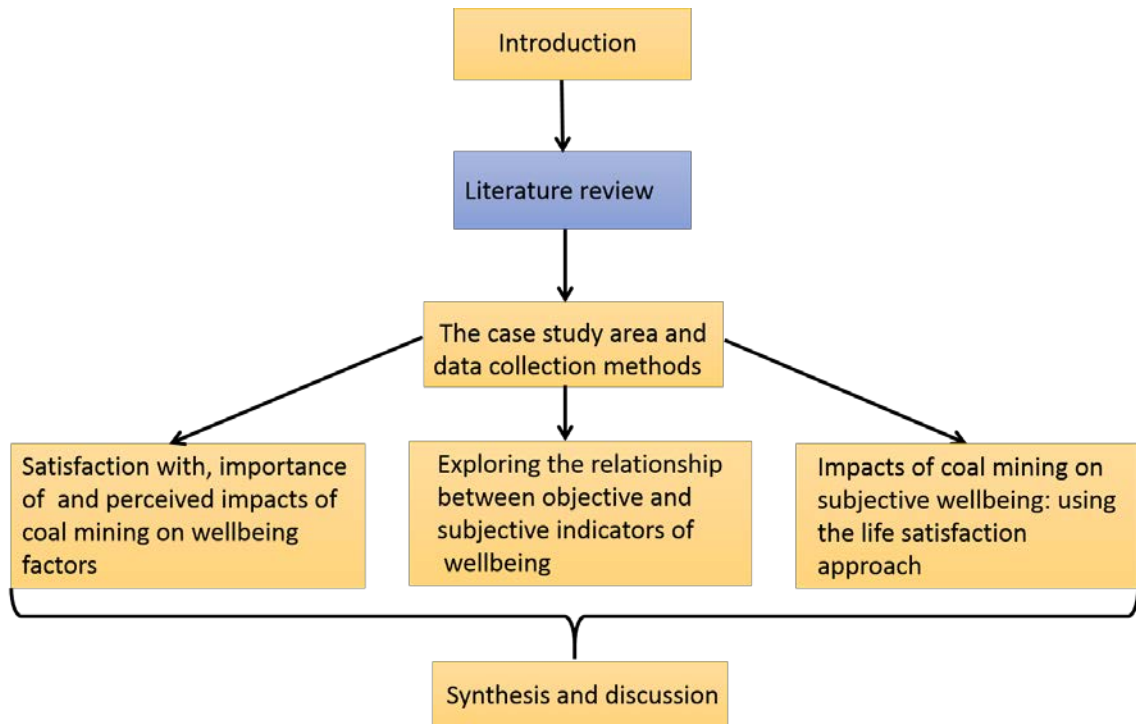 Introduction
Literature review
The case study area and
data collection methods
Satisfaction with, importance
of and perceived impacts of
coal mining on wellbeing
factors
Exploring the relationship
between objective and
subjective indicators of
wellbeing
Impacts of coal mining on
subjective wellbeing: using
the life satisfaction
approach
Synthesis and discussion